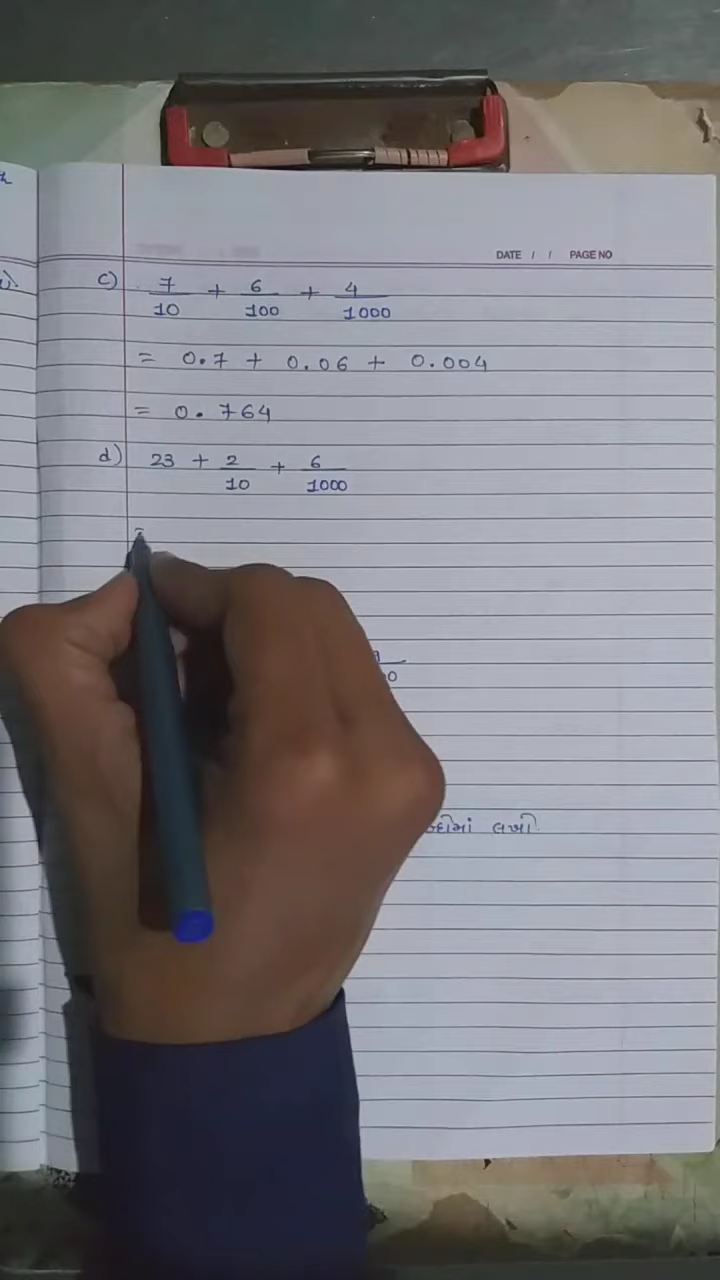 DATE / / PAGE NO
c) 7/10 + 6/100 + 4/1000
= 0.7 + 0.06 + 0.004
= 0.764
d) 23 + 2/10 + 6/1000
=
લખો.